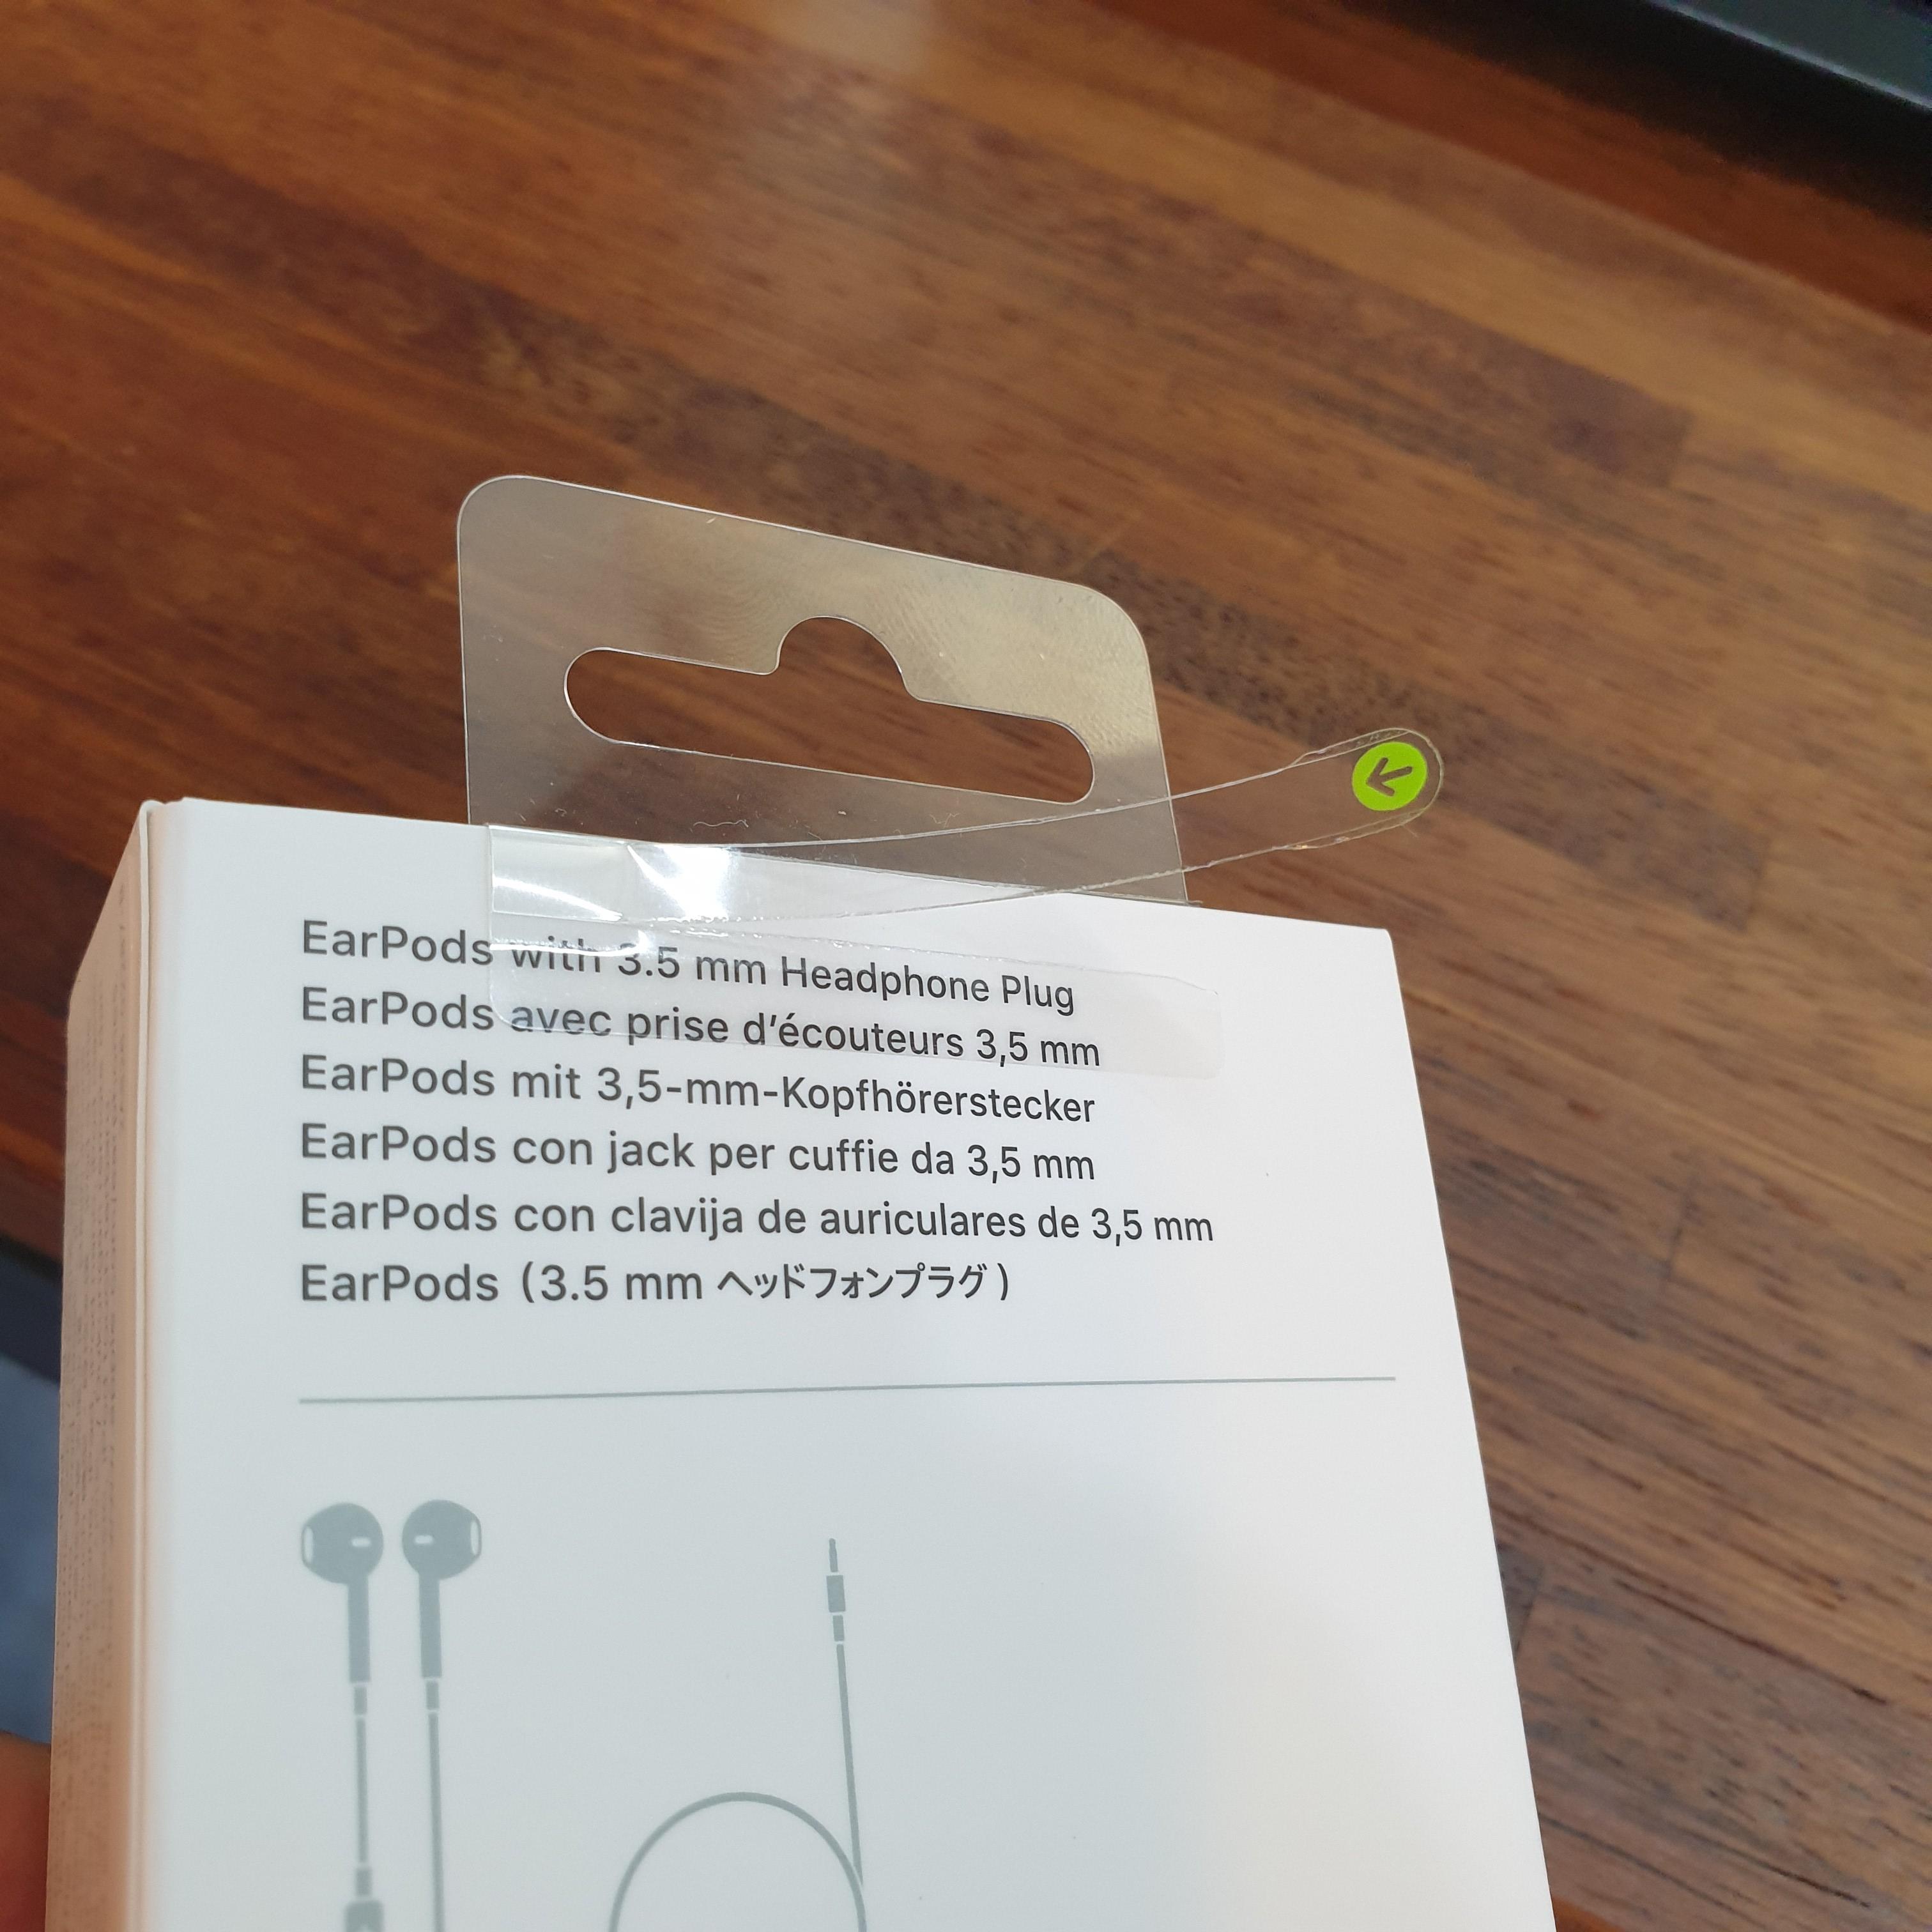 EarPods with 3.5 mm Headphone Plug
EarPods avec prise d’écouteurs 3,5 mm
EarPods mit 3,5-mm-Kopfhörerstecker
EarPods con jack per cuffie da 3,5 mm
EarPods con clavija de auriculares de 3,5 mm
EarPods (3.5 mm ヘッドフォンプラグ)